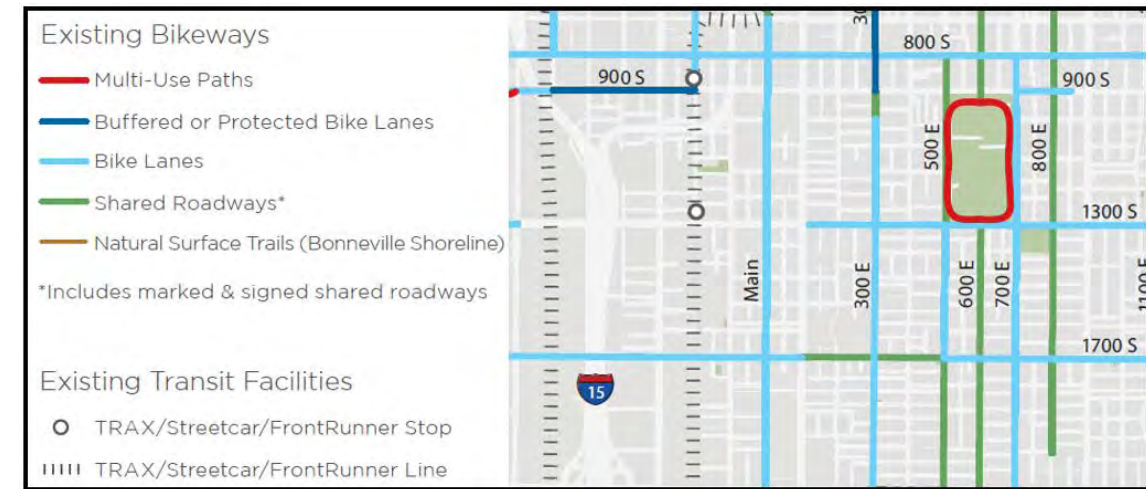 Existing Bikeways
Multi-Use Paths
Buffered or Protected Bike Lanes
Bike Lanes
Shared Roadways*
Natural Surface Trails (Bonneville Shoreline)
*Includes marked & signed shared roadways
Existing Transit Facilities
TRAX/Streetcar/FrontRunner Stop
TRAX/Streetcar/FrontRunner Line
800 S
900 S
900 S
500 E
800 E
1300 S
Main
300 E
600 E
700 E
1700 S
15